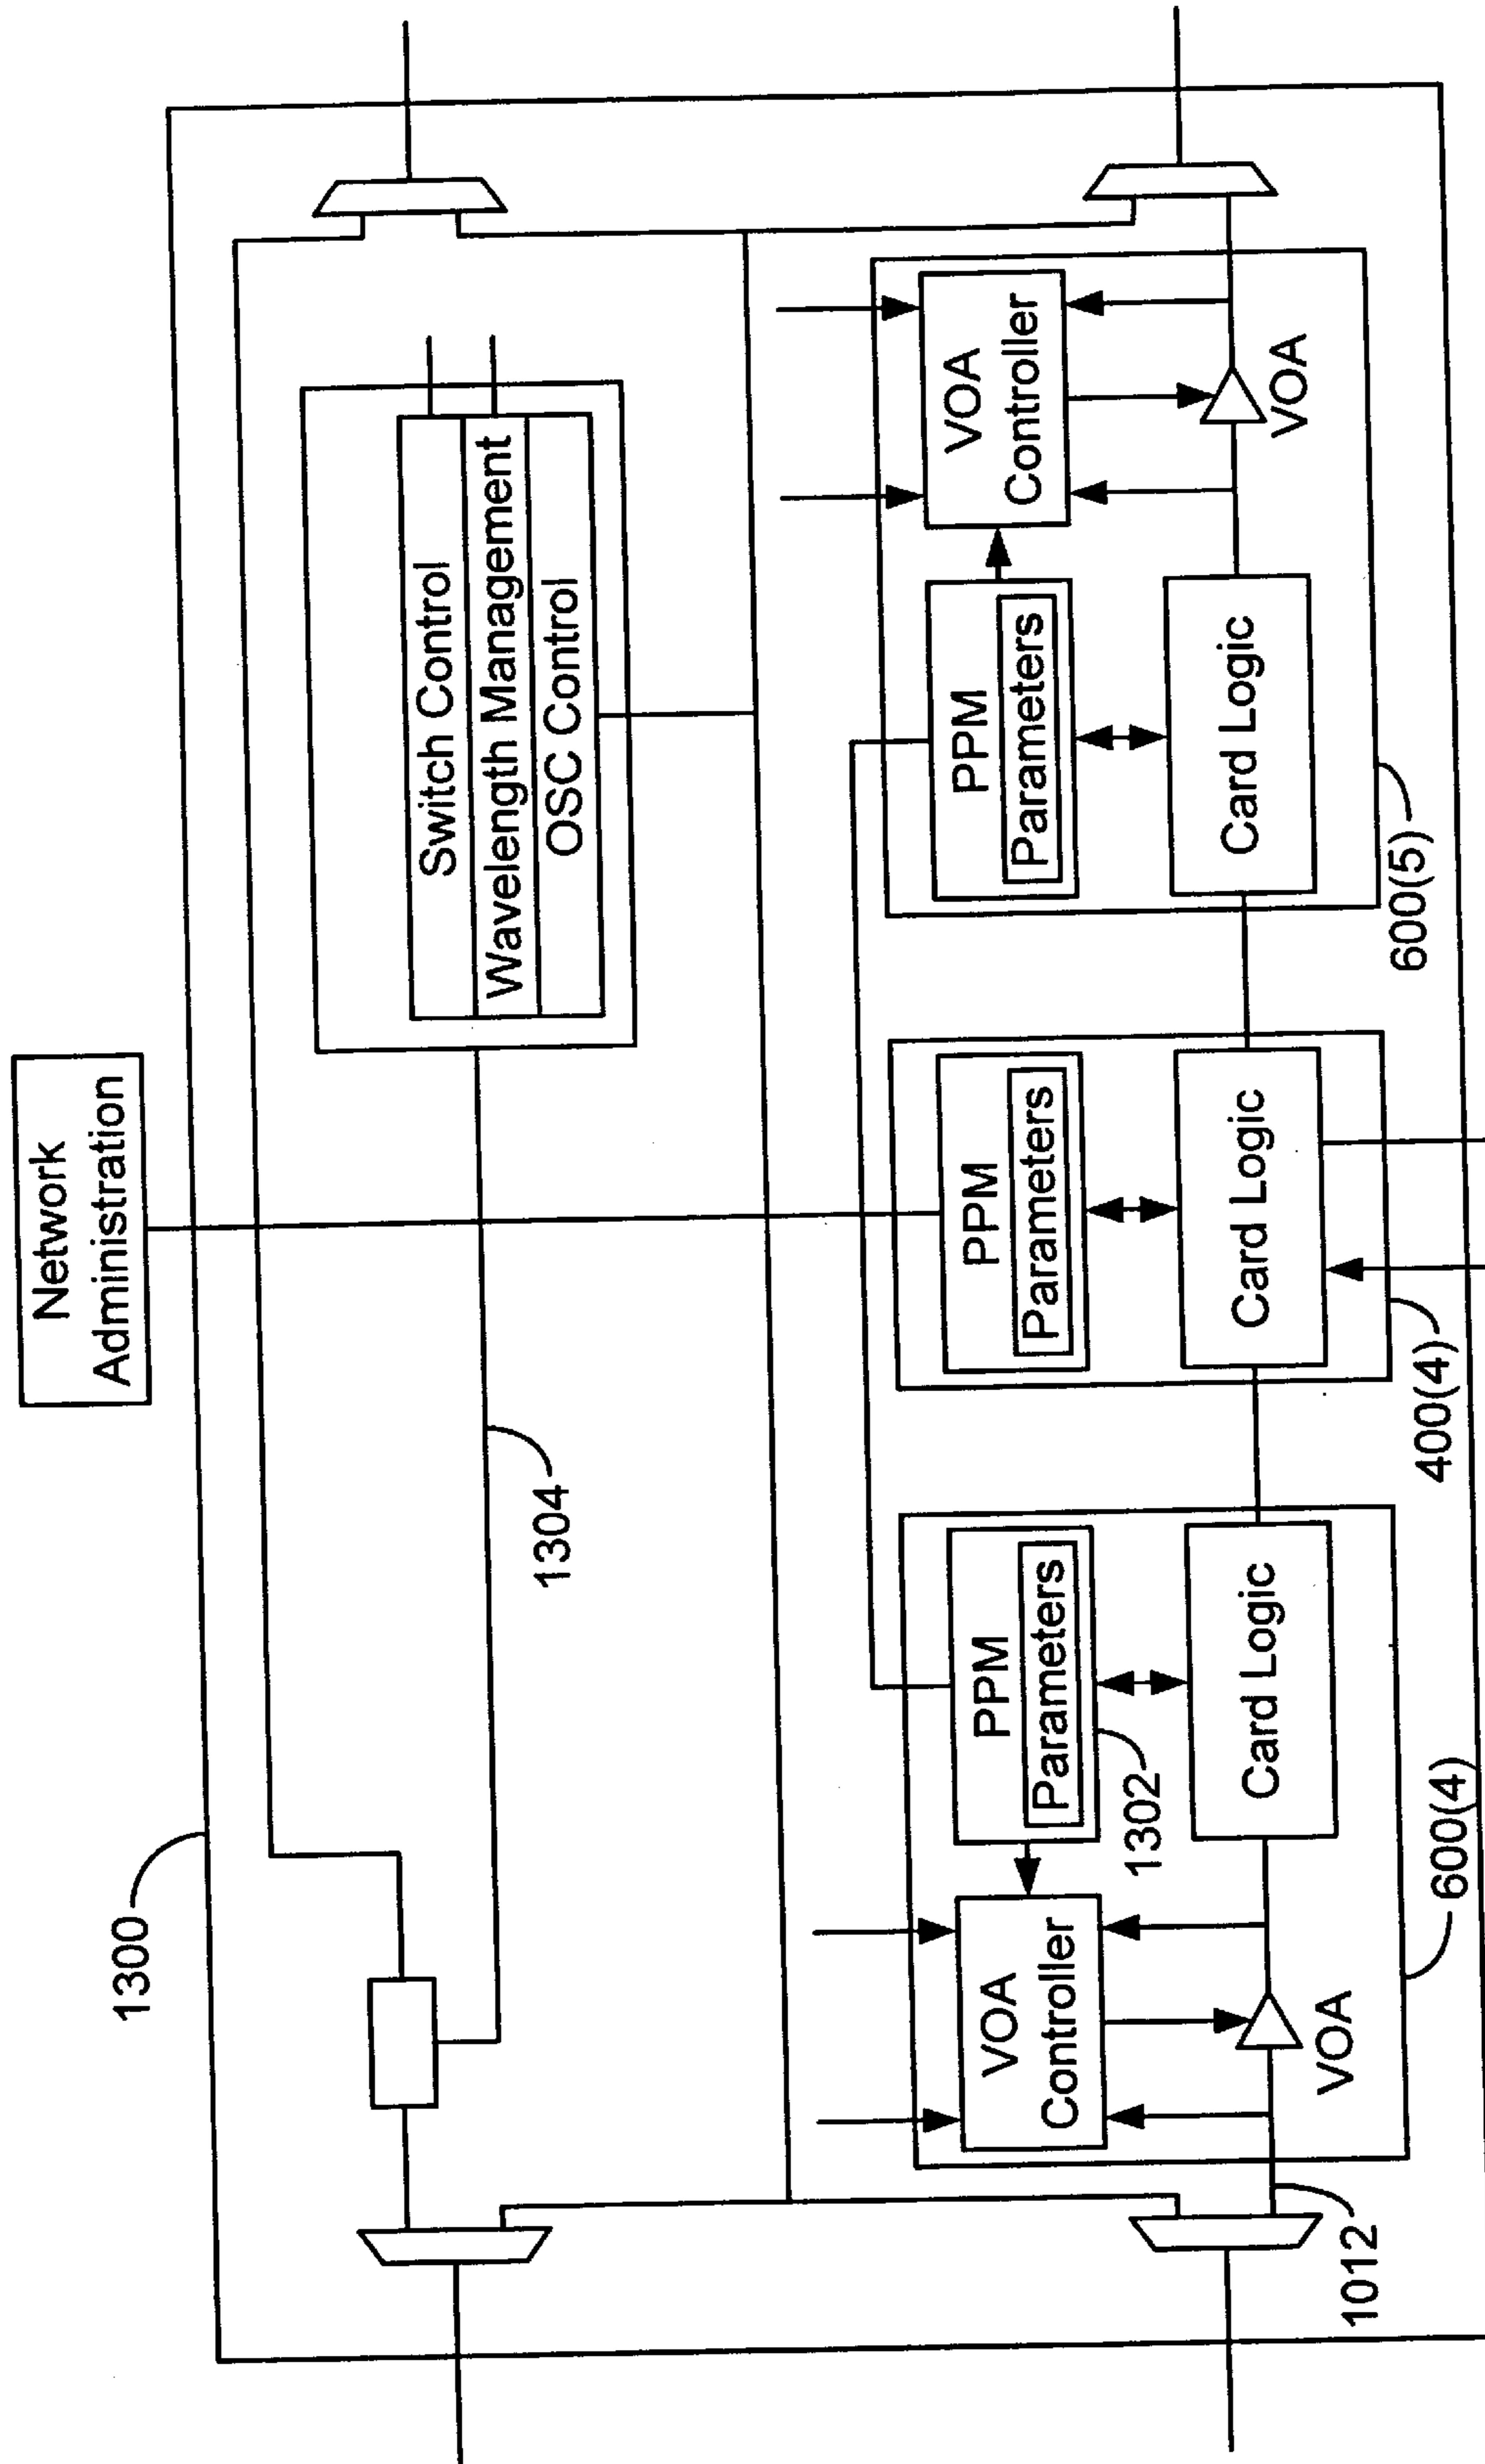 Network
Administration
1300
1304
Switch Control
Wavelength Management
OSC Control
VOA
Controller
PPM
Parameters
1302
Card Logic
VOA
1012
600(4)
PPM
Parameters
Card Logic
400(4)
PPM
Parameters
VOA
Controller
Card Logic
VOA
600(5)